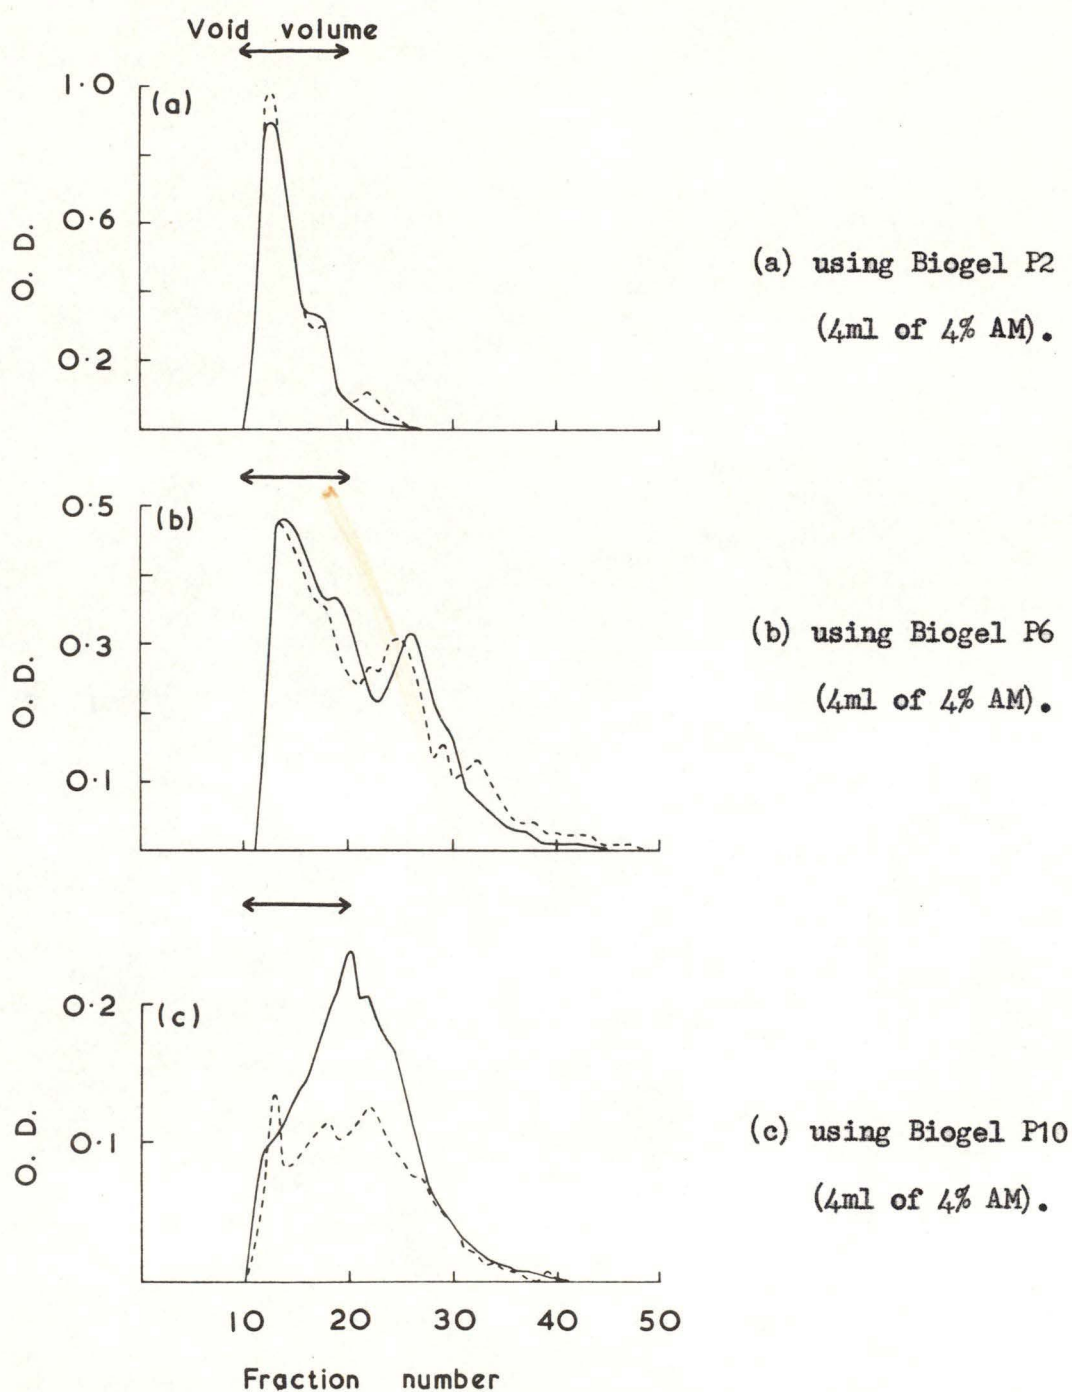 Void volume
1·0
(a)
0·6
O. D.
0·2
(a) using Biogel P2
(4ml of 4% AM).
0·5
(b)
0·3
O. D.
0·1
(b) using Biogel P6
(4ml of 4% AM).
0·2
(c)
0·1
O. D.
(c) using Biogel P10
(4ml of 4% AM).
10 20 30 40 50
Fraction number